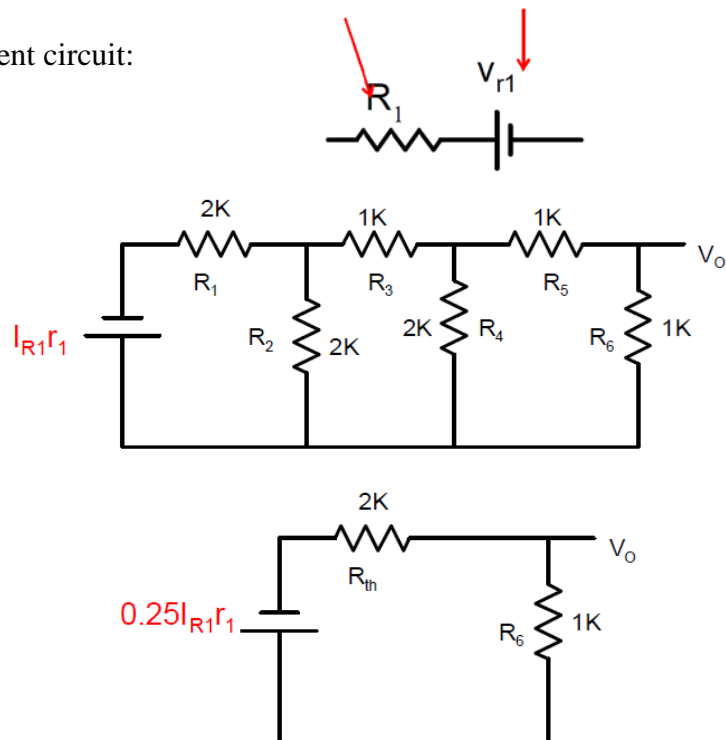 ent circuit:
R1
vr1
2K
1K
1K
VO
R1
R3
R5
IR1r1
R2
2K
2K
R4
R6
1K
2K
VO
Rth
0.25IR1r1
R6
1K